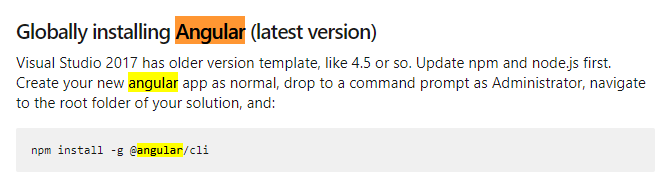 Globally installing Angular (latest version)
Visual Studio 2017 has older version template, like 4.5 or so. Update npm and node.js first.
Create your new angular app as normal, drop to a command prompt as Administrator, navigate
to the root folder of your solution, and:
npm install -g @angular/cli